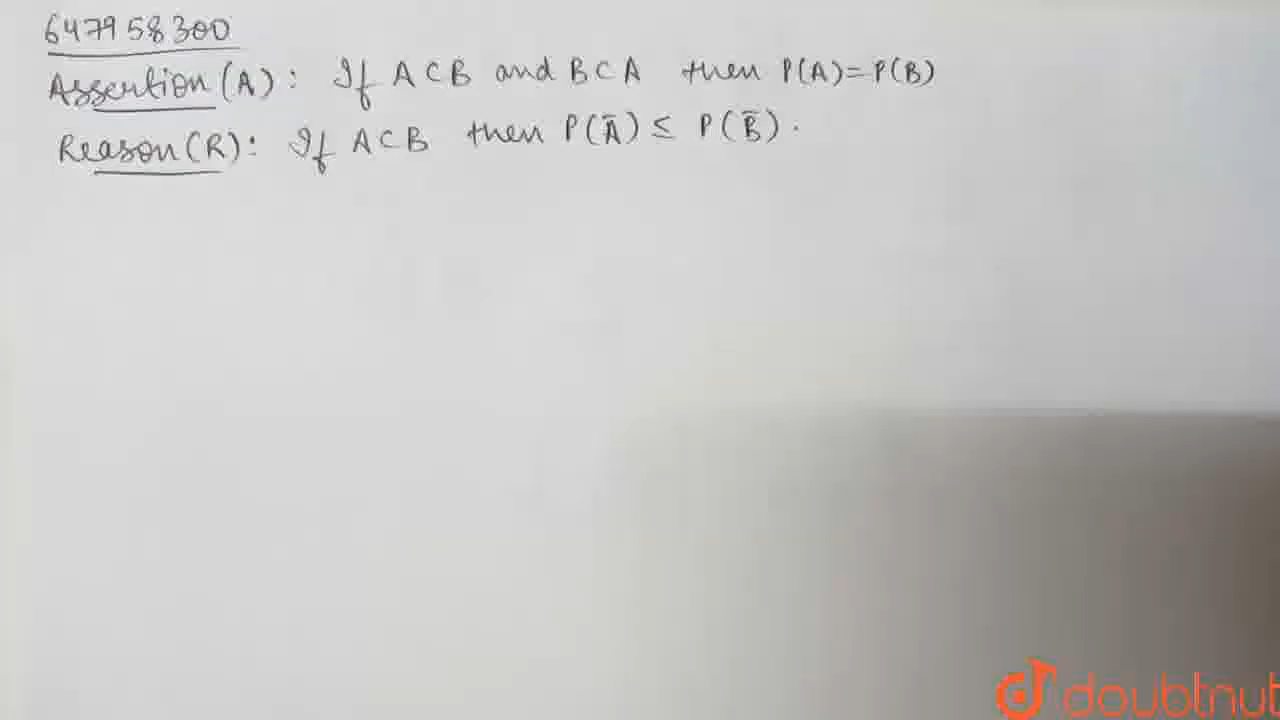 647958300
Assertion (A): If A ⊂ B and B ⊂ A then P(A)=P(B)
Reason (R): If A ⊂ B then P(Ā) ≤ P(B̄).
doubtnut